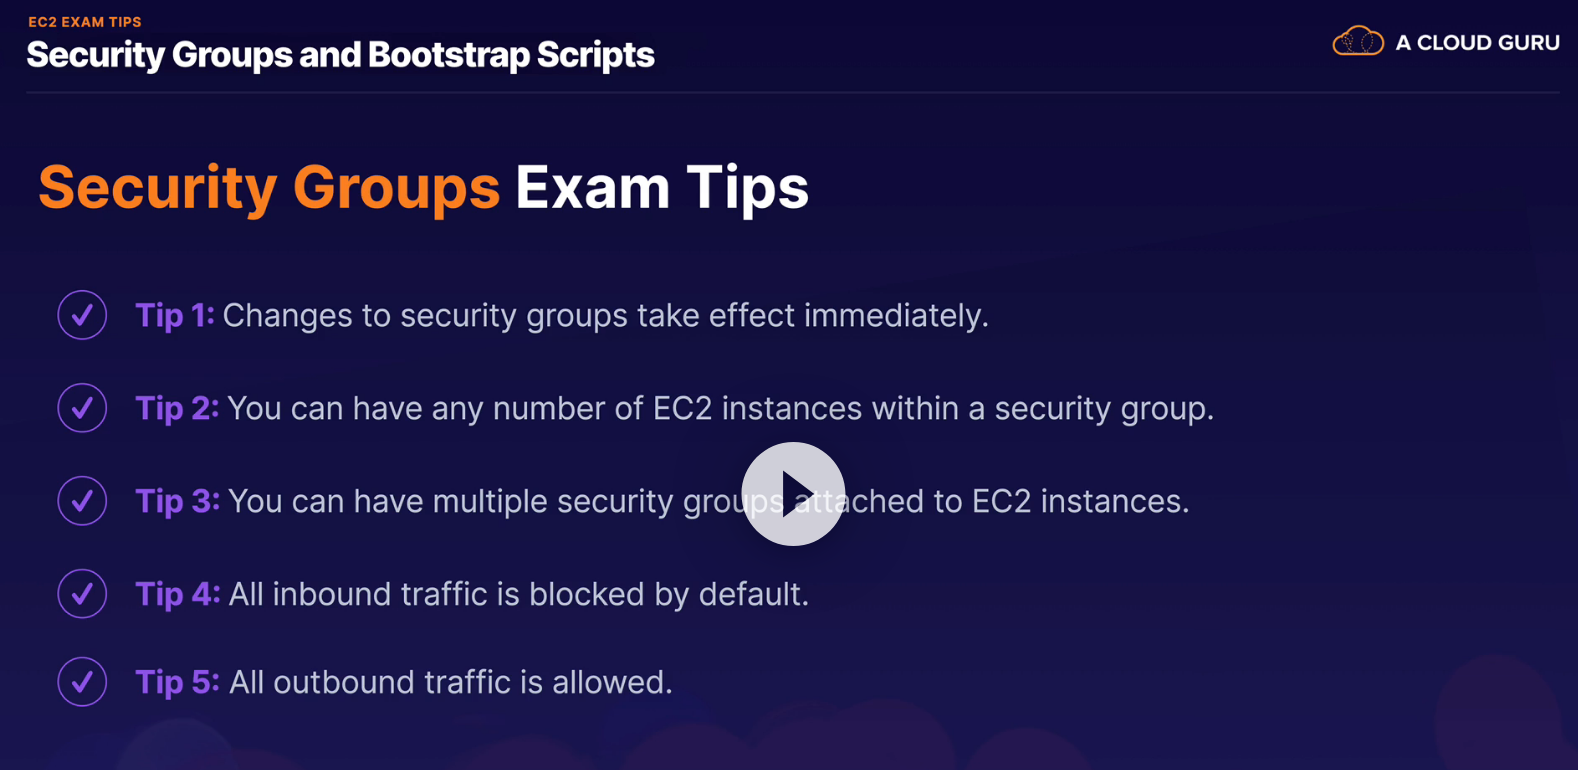 EC2 EXAM TIPS
Security Groups and Bootstrap Scripts
A CLOUD GURU
Security Groups Exam Tips
Tip 1: Changes to security groups take effect immediately.
Tip 2: You can have any number of EC2 instances within a security group.
Tip 3: You can have multiple security groups attached to EC2 instances.
Tip 4: All inbound traffic is blocked by default.
Tip 5: All outbound traffic is allowed.